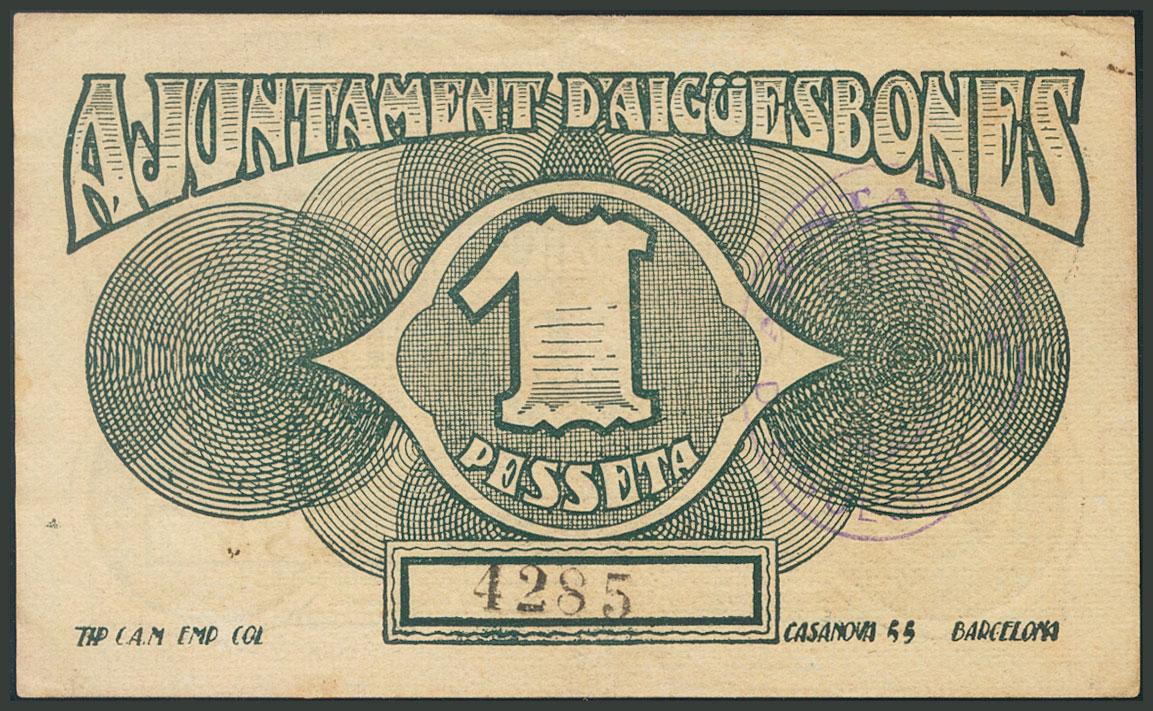 AJUNTAMENT D'AIGÜESBONES
1
PESSETA
4285
TIP C.A.M EMP COL
CASANOVA 55 BARCELONA